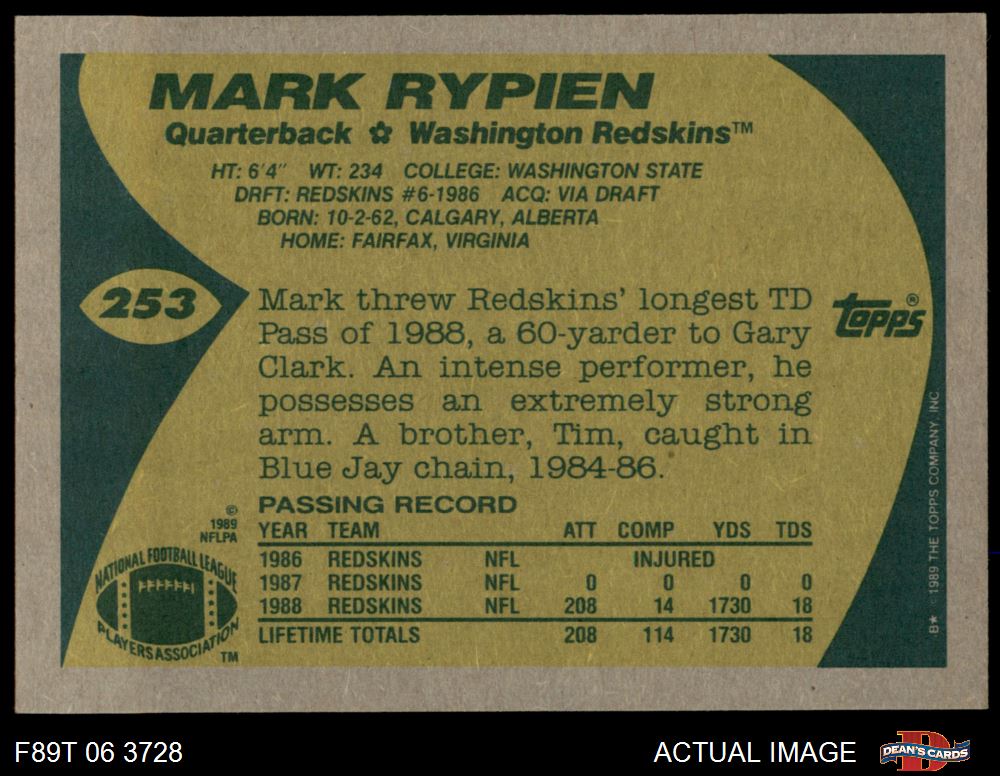 MARK RYPIEN
Quarterback ✿ Washington Redskins™
HT: 6'4" WT: 234 COLLEGE: WASHINGTON STATE
DRFT: REDSKINS #6-1986 ACQ: VIA DRAFT
BORN: 10-2-62, CALGARY, ALBERTA
HOME: FAIRFAX, VIRGINIA
253
Mark threw Redskins' longest TD
Pass of 1988, a 60-yarder to Gary
Clark. An intense performer, he
possesses an extremely strong
arm. A brother, Tim, caught in
Blue Jay chain, 1984-86.
topps®
PASSING RECORD
YEAR TEAM ATT COMP YDS TDS
1986 REDSKINS NFL INJURED
1987 REDSKINS NFL 0 0 0 0
1988 REDSKINS NFL 208 14 1730 18
LIFETIME TOTALS 208 114 1730 18
©
1989
NFLPA
NATIONAL FOOTBALL LEAGUE
PLAYERS ASSOCIATION
TM
B★ © 1989 THE TOPPS COMPANY, INC
F89T 06 3728
ACTUAL IMAGE
D
DEAN'S CARDS